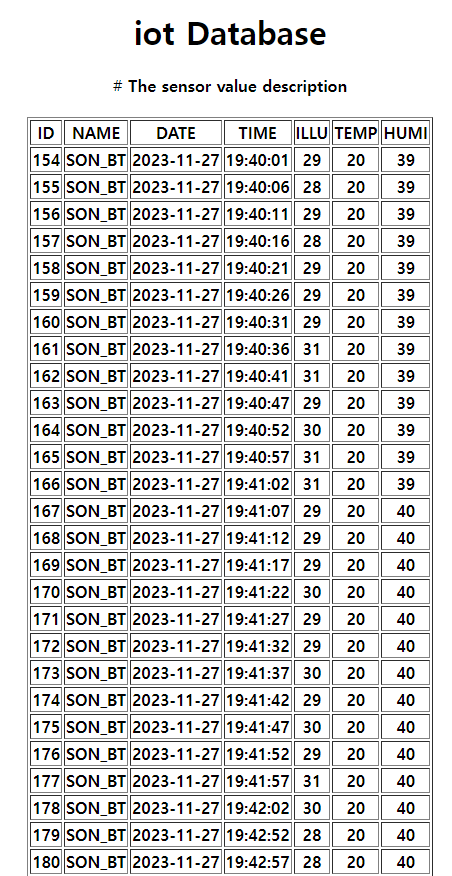 iot Database
# The sensor value description
ID NAME DATE TIME ILLU TEMP HUMI
154 SON_BT 2023-11-27 19:40:01 29 20 39
155 SON_BT 2023-11-27 19:40:06 28 20 39
156 SON_BT 2023-11-27 19:40:11 29 20 39
157 SON_BT 2023-11-27 19:40:16 28 20 39
158 SON_BT 2023-11-27 19:40:21 29 20 39
159 SON_BT 2023-11-27 19:40:26 29 20 39
160 SON_BT 2023-11-27 19:40:31 29 20 39
161 SON_BT 2023-11-27 19:40:36 31 20 39
162 SON_BT 2023-11-27 19:40:41 31 20 39
163 SON_BT 2023-11-27 19:40:47 29 20 39
164 SON_BT 2023-11-27 19:40:52 30 20 39
165 SON_BT 2023-11-27 19:40:57 31 20 39
166 SON_BT 2023-11-27 19:41:02 31 20 39
167 SON_BT 2023-11-27 19:41:07 29 20 40
168 SON_BT 2023-11-27 19:41:12 29 20 40
169 SON_BT 2023-11-27 19:41:17 29 20 40
170 SON_BT 2023-11-27 19:41:22 30 20 40
171 SON_BT 2023-11-27 19:41:27 29 20 40
172 SON_BT 2023-11-27 19:41:32 29 20 40
173 SON_BT 2023-11-27 19:41:37 30 20 40
174 SON_BT 2023-11-27 19:41:42 29 20 40
175 SON_BT 2023-11-27 19:41:47 30 20 40
176 SON_BT 2023-11-27 19:41:52 29 20 40
177 SON_BT 2023-11-27 19:41:57 31 20 40
178 SON_BT 2023-11-27 19:42:02 30 20 40
179 SON_BT 2023-11-27 19:42:52 28 20 40
180 SON_BT 2023-11-27 19:42:57 28 20 40